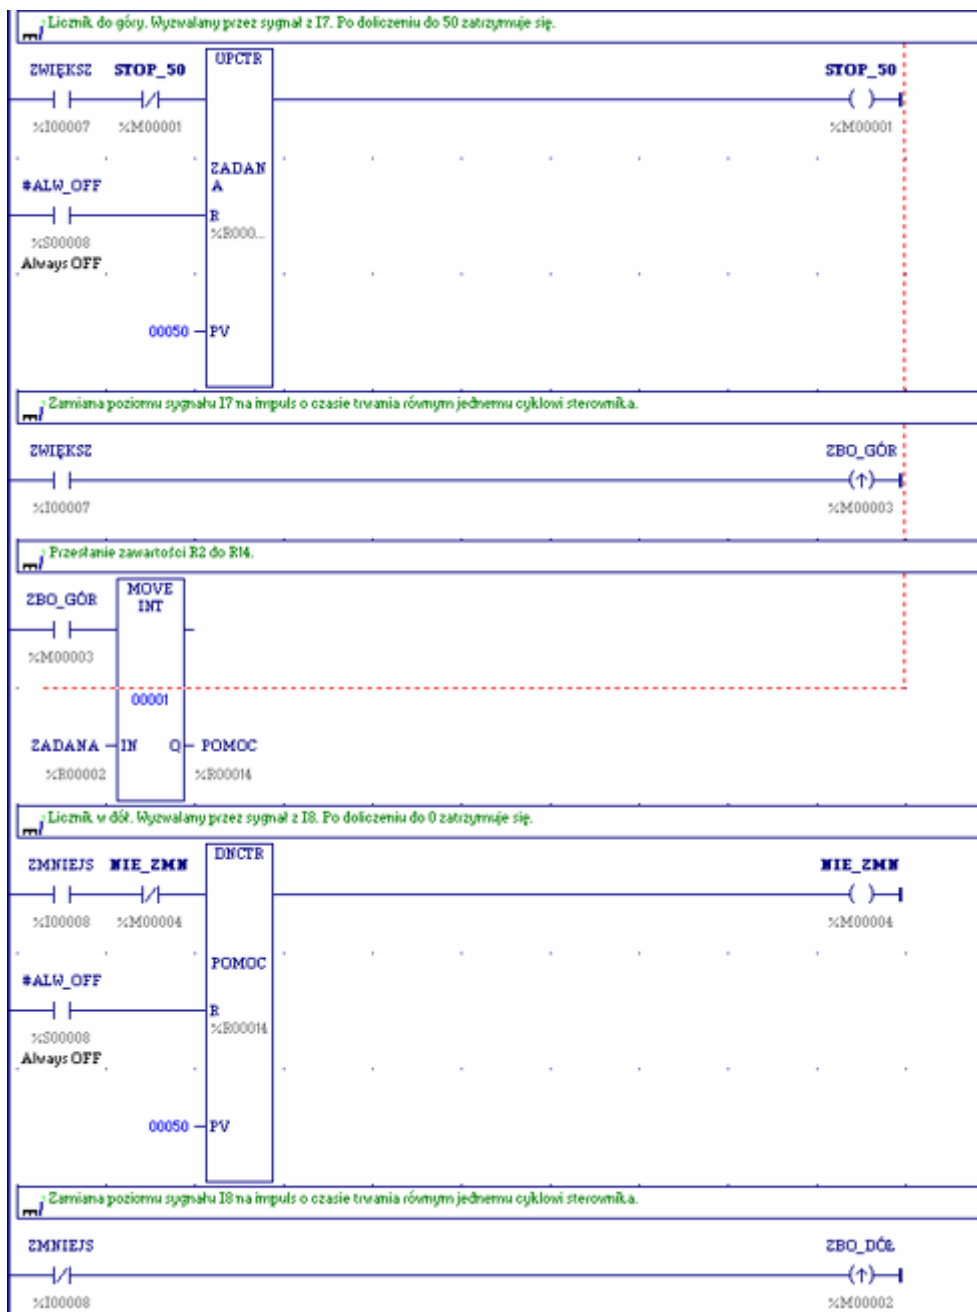 Licznik do góry. Wyzwalany przez sygnał z I7. Po doliczeniu do 50 zatrzymuje się.
ZWIĘKSZ STOP_50 UPCTR STOP_50
%I00007 %M00001 %M00001
#ALW_OFF ZADAN
A
R
%S00008 %R000...
Always OFF
00050 PV
Zamiana poziomu sygnału I7 na impuls o czasie trwania równym jednemu cyklowi sterownika.
ZWIĘKSZ ZBO_GÓR
(↑)
%I00007 %M00003
Przesłanie zawartości R2 do R14.
ZBO_GÓR MOVE
INT
%M00003
00001
ZADANA IN Q POMOC
%R00002 %R00014
Licznik w dół. Wyzwalany przez sygnał z I8. Po doliczeniu do 0 zatrzymuje się.
ZMNIEJS NIE_ZMN DNCTR NIE_ZMN
%I00008 %M00004 %M00004
#ALW_OFF POMOC
R
%S00008 %R00014
Always OFF
00050 PV
Zamiana poziomu sygnału I8 na impuls o czasie trwania równym jednemu cyklowi sterownika.
ZMNIEJS ZBO_DÓŁ
(↑)
%I00008 %M00002